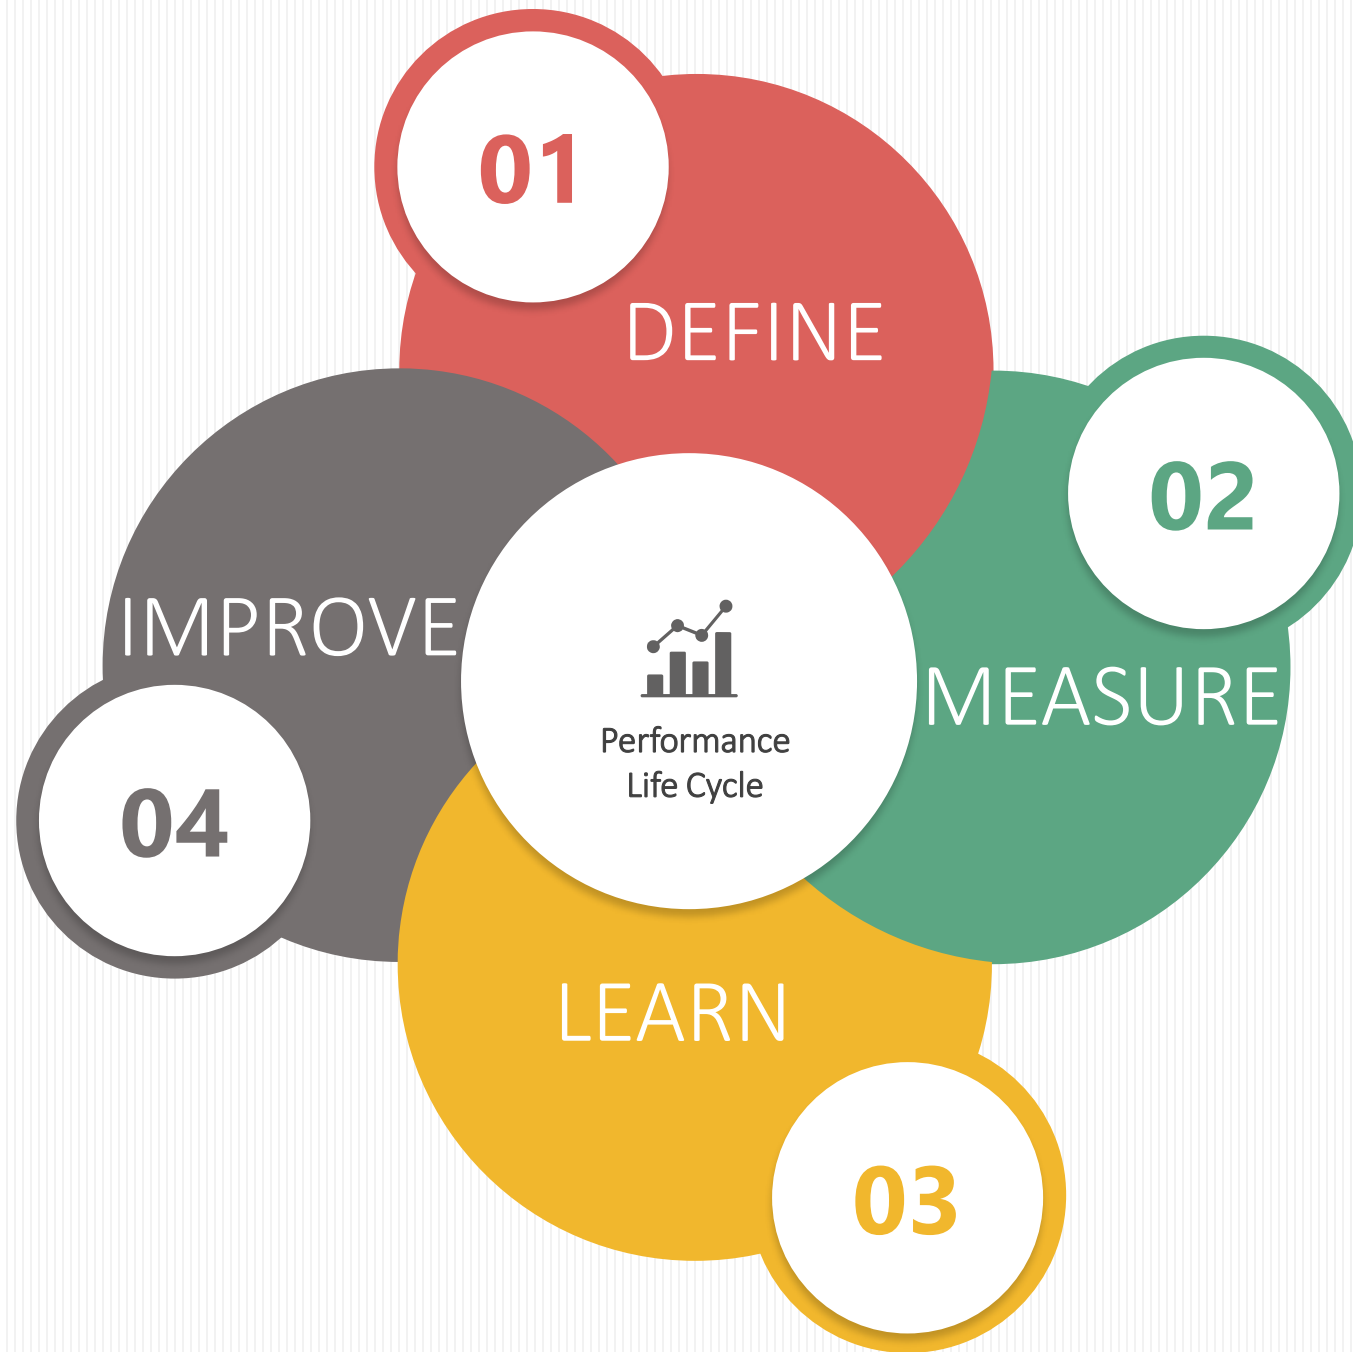 01
DEFINE
02
MEASURE
03
LEARN
04
IMPROVE
Performance
Life Cycle